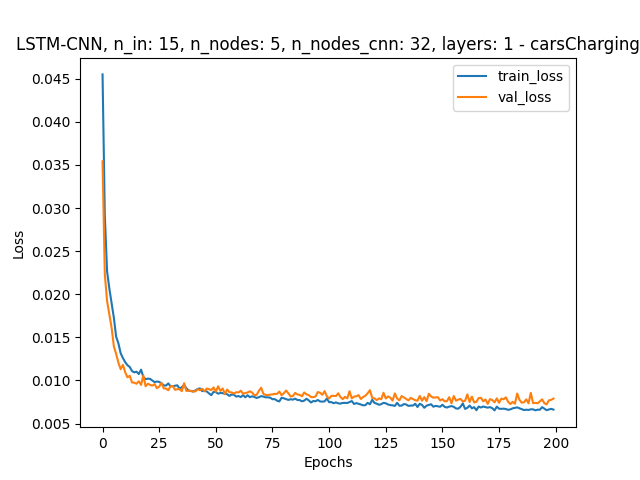 LSTM-CNN, n_in: 15, n_nodes: 5, n_nodes_cnn: 32, layers: 1 - carsCharging
train_loss
val_loss
0.045
0.040
0.035
0.030
0.025
0.020
0.015
0.010
0.005
Loss
0 25 50 75 100 125 150 175 200
Epochs